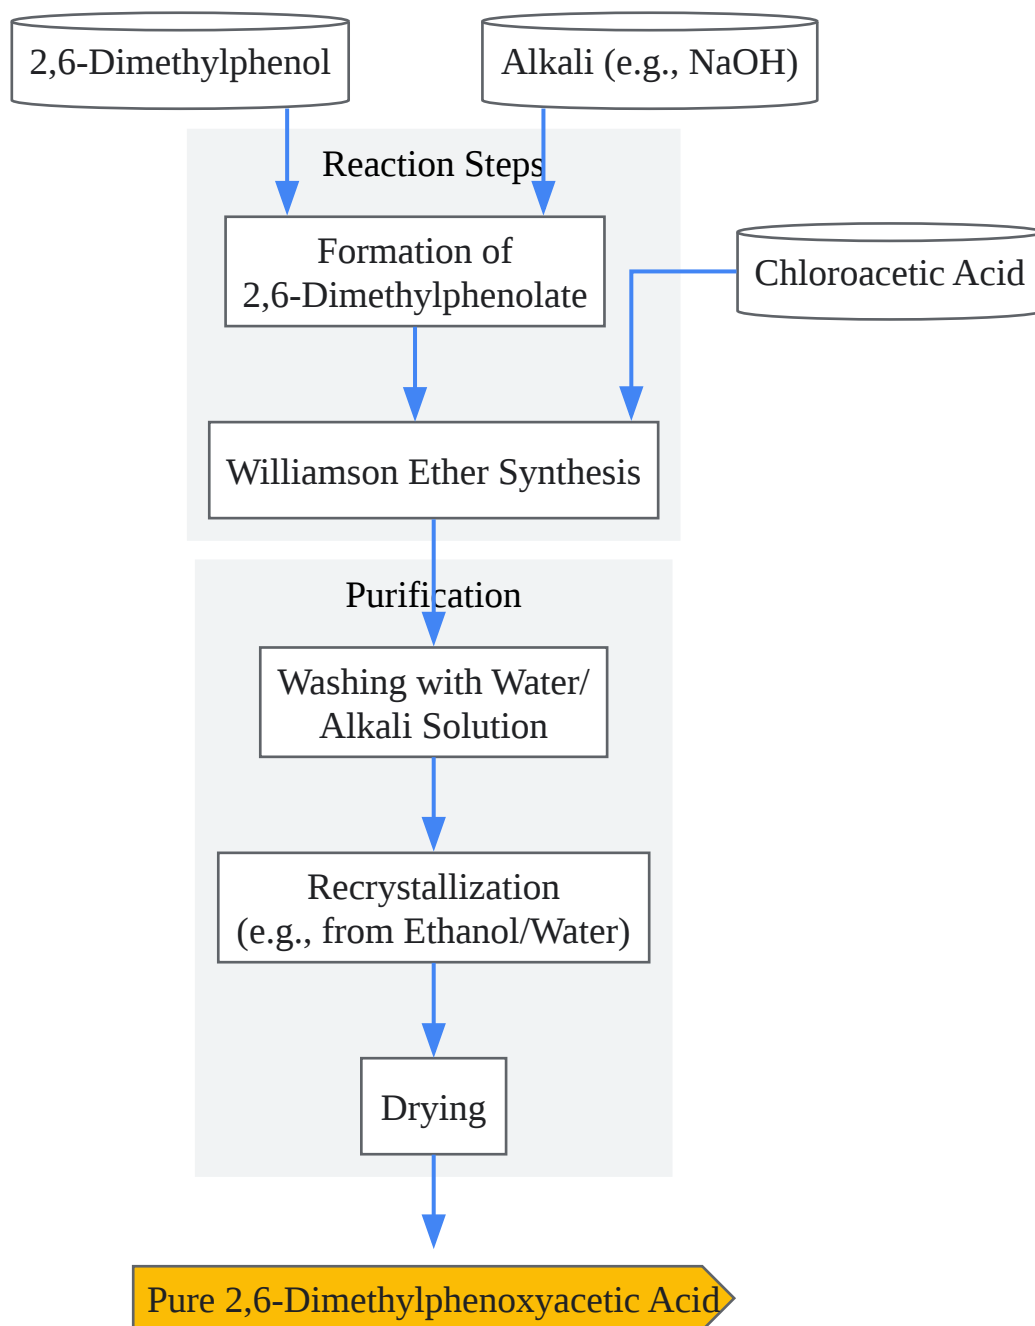 2,6-Dimethylphenol
Alkali (e.g., NaOH)
Reaction Steps
Formation of
2,6-Dimethylphenolate
Chloroacetic Acid
Williamson Ether Synthesis
Purification
Washing with Water/
Alkali Solution
Recrystallization
(e.g., from Ethanol/Water)
Drying
Pure 2,6-Dimethylphenoxyacetic Acid